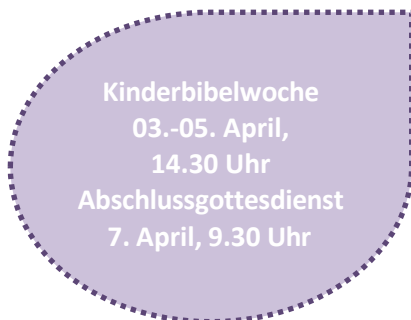 Kinderbibelwoche
03.-05. April,
14.30 Uhr
Abschlussgottesdienst
7. April, 9.30 Uhr